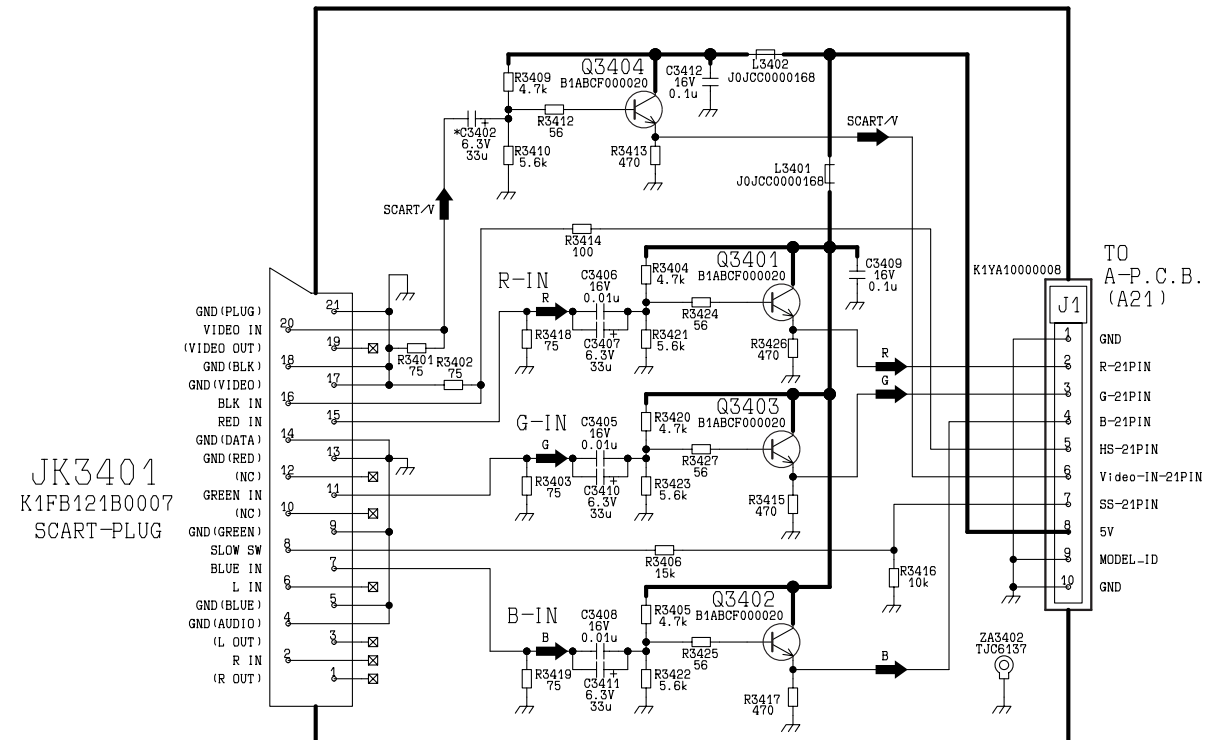 R3409
4.7k
Q3404
B1ABCF000020
C3412
16V
0.1u
L3402
J0JCC0000168
*C3402
6.3V
33u
R3412
56
R3410
5.6k
R3413
470
SCART/V
L3401
J0JCC0000168
SCART/V
R3414
100
R-IN
R
C3406
16V
0.01u
R3404
4.7k
Q3401
B1ABCF000020
C3409
16V
0.1u
K1YA10000008
TO
A-P.C.B.
(A21)
J1
R3418
75
C3407
6.3V
33u
R3421
5.6k
R3424
56
R3426
470
R
G
R3401
75
R3402
75
G-IN
G
C3405
16V
0.01u
R3420
4.7k
Q3403
B1ABCF000020
R3403
75
C3410
6.3V
33u
R3423
5.6k
R3427
56
R3415
470
R3406
15k
R3416
10k
B-IN
B
C3408
16V
0.01u
R3405
4.7k
Q3402
B1ABCF000020
R3419
75
C3411
6.3V
33u
R3422
5.6k
R3425
56
R3417
470
B
ZA3402
TJC6137
JK3401
K1FB121B0007
SCART-PLUG
GND(PLUG) 21
VIDEO IN 20
(VIDEO OUT) 19
GND(BLK) 18
GND(VIDEO) 17
BLK IN 16
RED IN 15
GND(DATA) 14
GND(RED) 13
(NC) 12
GREEN IN 11
(NC) 10
GND(GREEN) 9
SLOW SW 8
BLUE IN 7
L IN 6
GND(BLUE) 5
GND(AUDIO) 4
(L OUT) 3
R IN 2
(R OUT) 1
1 GND
2 R-21PIN
3 G-21PIN
4 B-21PIN
5 HS-21PIN
6 Video-IN-21PIN
7 SS-21PIN
8 5V
9 MODEL_ID
10 GND